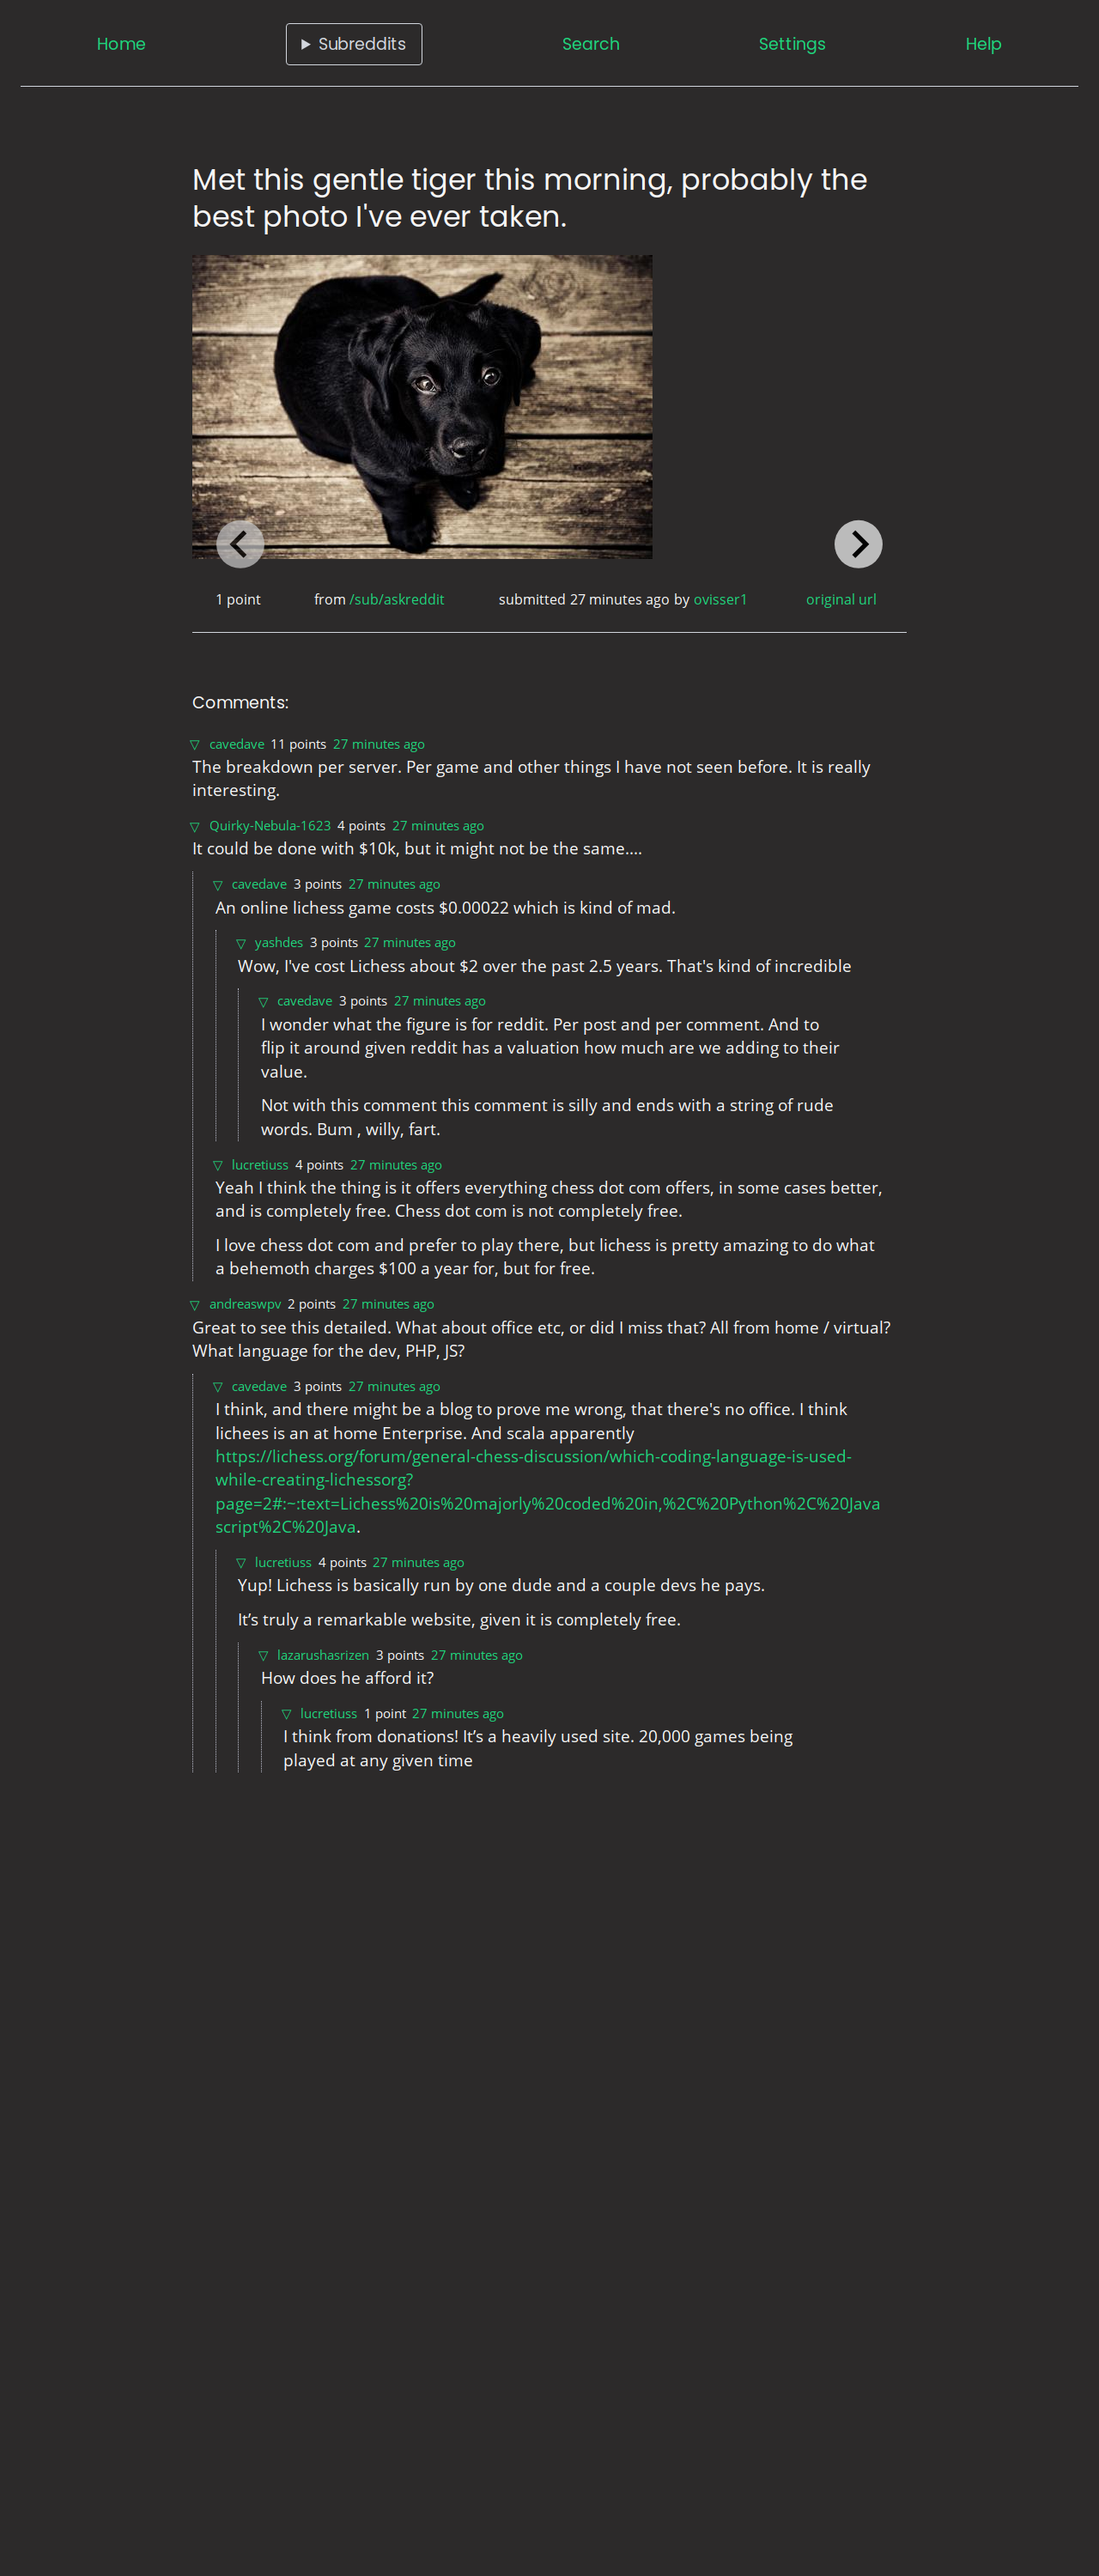 Home
Subreddits
Search
Settings
Help
Met this gentle tiger this morning, probably the
best photo I've ever taken.
1 point
from /sub/askreddit
submitted 27 minutes ago by ovisser1
original url
Comments:
cavedave 11 points 27 minutes ago
The breakdown per server. Per game and other things I have not seen before. It is really
interesting.
Quirky-Nebula-1623 4 points 27 minutes ago
It could be done with $10k, but it might not be the same....
cavedave 3 points 27 minutes ago
An online lichess game costs $0.00022 which is kind of mad.
yashdes 3 points 27 minutes ago
Wow, I've cost Lichess about $2 over the past 2.5 years. That's kind of incredible
cavedave 3 points 27 minutes ago
I wonder what the figure is for reddit. Per post and per comment. And to
flip it around given reddit has a valuation how much are we adding to their
value.
Not with this comment this comment is silly and ends with a string of rude
words. Bum , willy, fart.
lucretiuss 4 points 27 minutes ago
Yeah I think the thing is it offers everything chess dot com offers, in some cases better,
and is completely free. Chess dot com is not completely free.
I love chess dot com and prefer to play there, but lichess is pretty amazing to do what
a behemoth charges $100 a year for, but for free.
andreaswpv 2 points 27 minutes ago
Great to see this detailed. What about office etc, or did I miss that? All from home / virtual?
What language for the dev, PHP, JS?
cavedave 3 points 27 minutes ago
I think, and there might be a blog to prove me wrong, that there's no office. I think
lichees is an at home Enterprise. And scala apparently
https://lichess.org/forum/general-chess-discussion/which-coding-language-is-used-
while-creating-lichessorg?
page=2#:~:text=Lichess%20is%20majorly%20coded%20in,%2C%20Python%2C%20Java
script%2C%20Java.
lucretiuss 4 points 27 minutes ago
Yup! Lichess is basically run by one dude and a couple devs he pays.
It’s truly a remarkable website, given it is completely free.
lazarushasrizen 3 points 27 minutes ago
How does he afford it?
lucretiuss 1 point 27 minutes ago
I think from donations! It’s a heavily used site. 20,000 games being
played at any given time